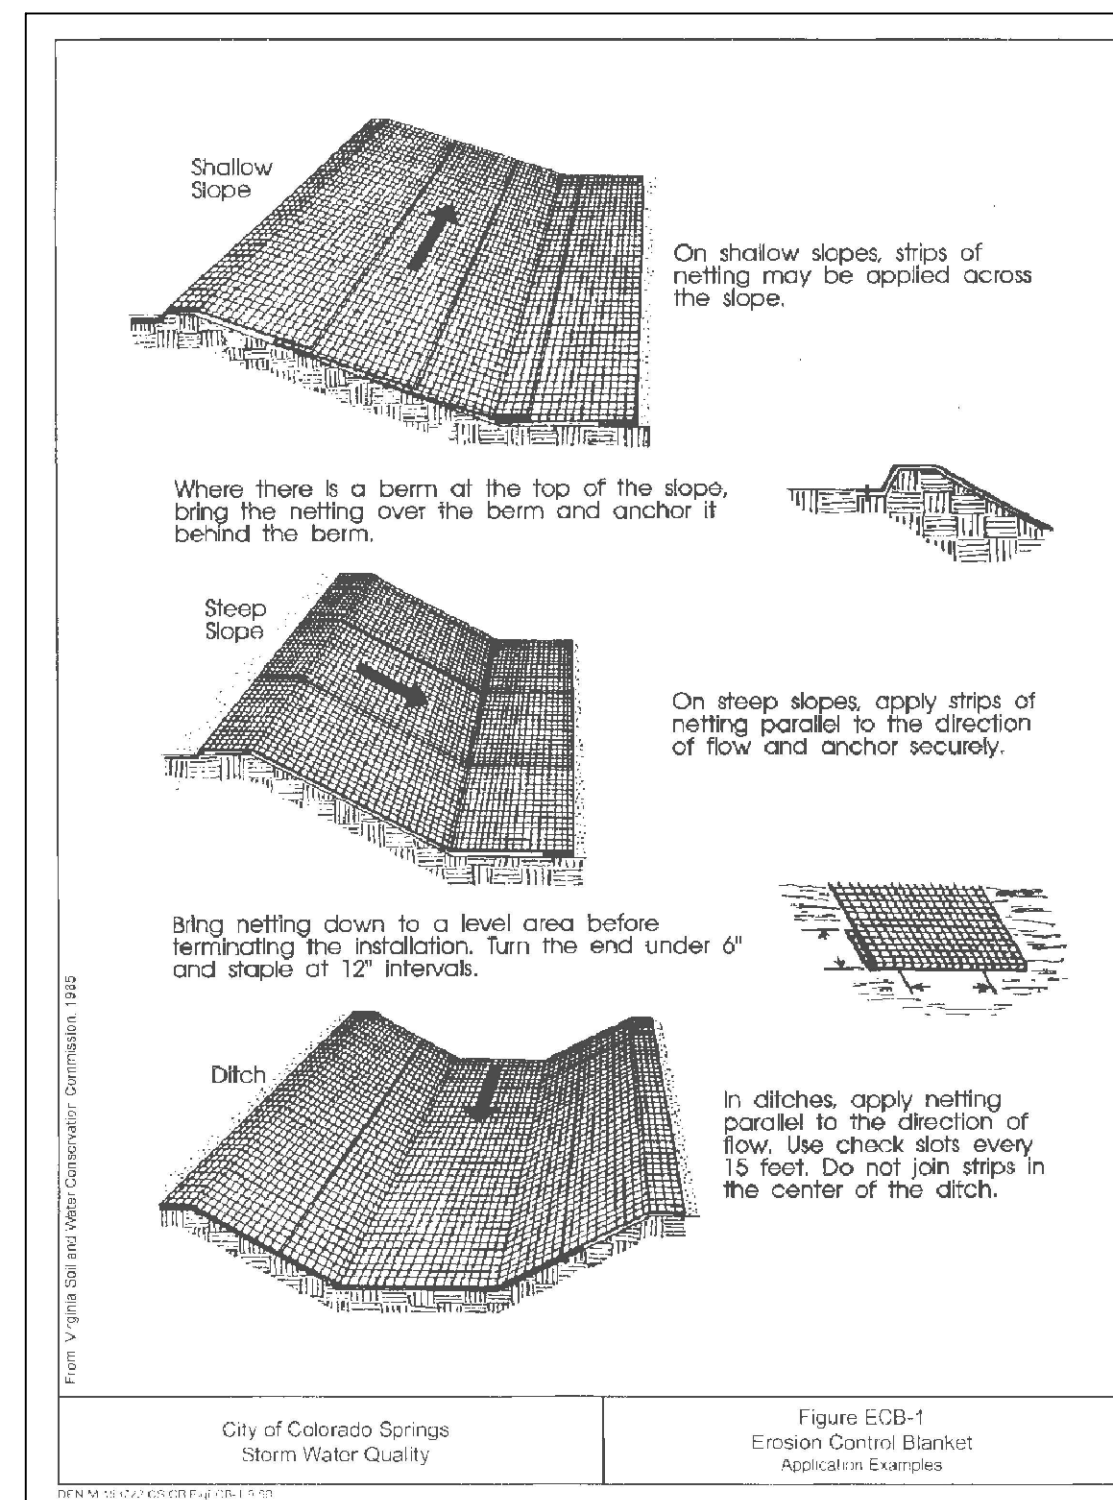 Shallow
Slope
On shallow slopes, strips of
netting may be applied across
the slope.
Where there is a berm at the top of the slope,
bring the netting over the berm and anchor it
behind the berm.
Steep
Slope
On steep slopes, apply strips of
netting parallel to the direction
of flow and anchor securely.
Bring netting down to a level area before
terminating the installation. Turn the end under 6"
and staple at 12" intervals.
Ditch
In ditches, apply netting
parallel to the direction of
flow. Use check slots every
15 feet. Do not join strips in
the center of the ditch.
From Virginia Soil and Water Conservation Commission, 1985
City of Colorado Springs
Storm Water Quality
Figure ECB-1
Erosion Control Blanket
Application Examples